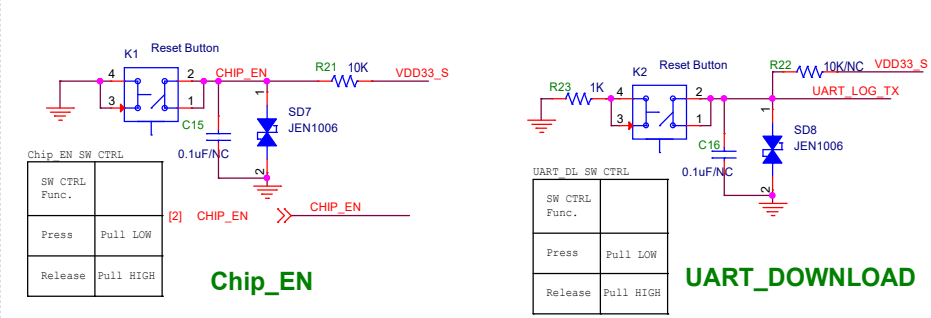 Reset Button
K1
4
2
3
1
CHIP_EN
R21
10K
VDD33_S
1
SD7
JEN1006
2
C15
0.1uF/NC
Chip_EN SW CTRL
SW CTRL
Func.
Press
Pull LOW
Release
Pull HIGH
[2]
CHIP_EN
CHIP_EN
Chip_EN
Reset Button
K2
R23
1K
4
2
3
1
R22
10K/NC
VDD33_S
UART_LOG_TX
1
SD8
JEN1006
2
C16
0.1uF/NC
UART_DL SW CTRL
SW CTRL
Func.
Press
Pull LOW
Release
Pull HIGH
UART_DOWNLOAD